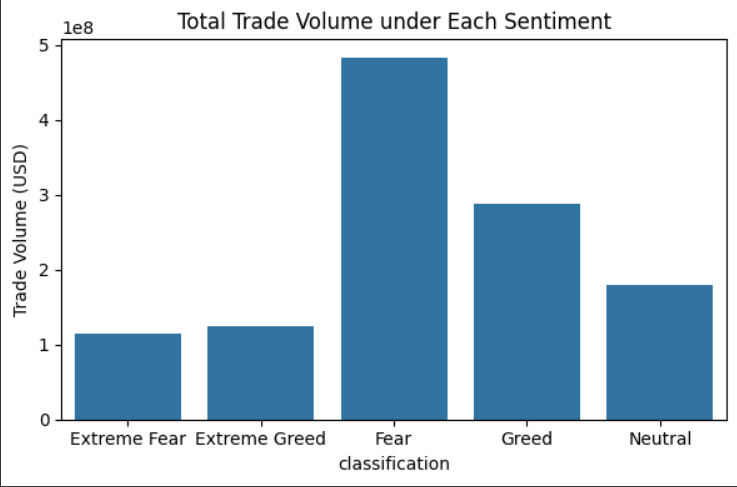 Total Trade Volume under Each Sentiment
1e8
5
4
3
2
1
0
Trade Volume (USD)
Extreme Fear Extreme Greed Fear Greed Neutral
classification